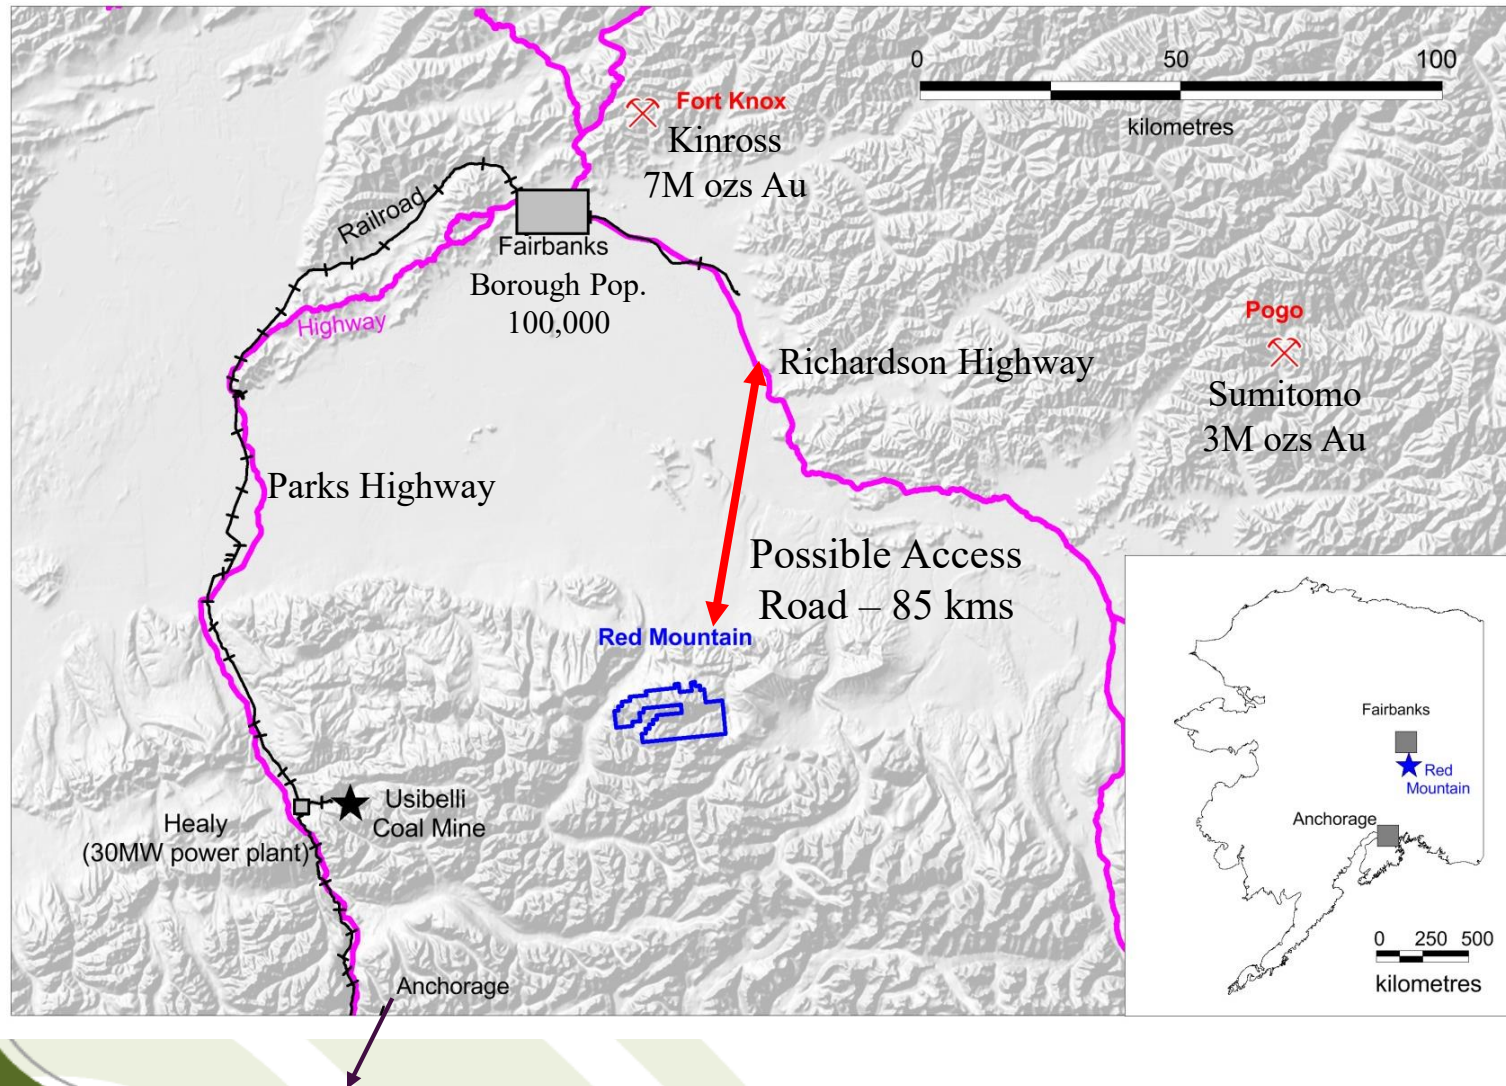 0 50 100
kilometres
Fort Knox
Kinross
7M ozs Au
Railroad
Fairbanks
Borough Pop.
100,000
Highway
Pogo
Sumitomo
3M ozs Au
Richardson Highway
Parks Highway
Possible Access
Road – 85 kms
Red Mountain
Usibelli
Coal Mine
Healy
(30MW power plant)
Anchorage
Fairbanks
Red
Mountain
Anchorage
0 250 500
kilometres